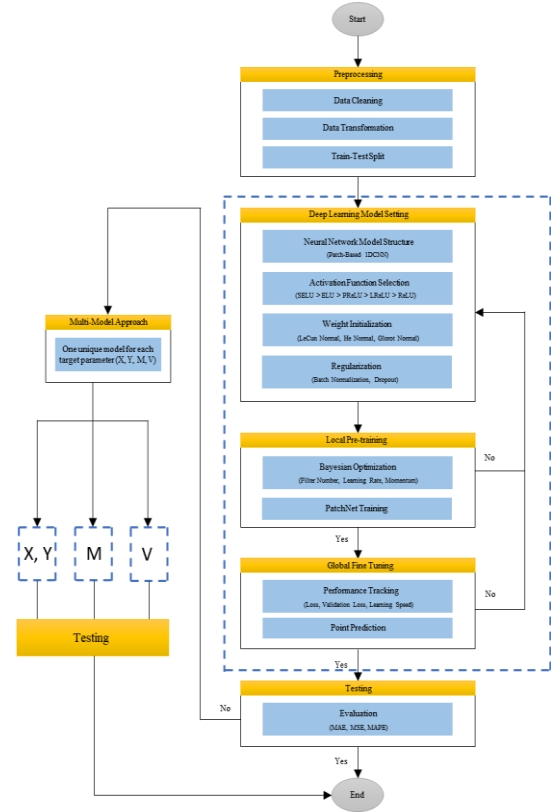 Start
Preprocessing
Data Cleaning
Data Transformation
Train-Test Split
Deep Learning Model Setting
Neural Network Model Structure
(Patch-Based 1DCNN)
Activation Function Selection
(SELU > ELU > PReLU > LReLU > ReLU)
Weight Initialization
(LeCun Normal, He Normal, Glorot Normal)
Regularization
(Batch Normalization, Dropout)
Multi-Model Approach
One unique model for each
target parameter (X, Y, M, V)
Local Pre-training
Bayesian Optimization
(Filter Number, Learning Rate, Momentum)
PatchNet Training
No
Yes
Global Fine Tuning
Performance Tracking
(Loss, Validation Loss, Learning Speed)
Point Prediction
No
Yes
X, Y
M
V
Testing
Testing
Evaluation
(MAE, MSE, MAPE)
No
Yes
End